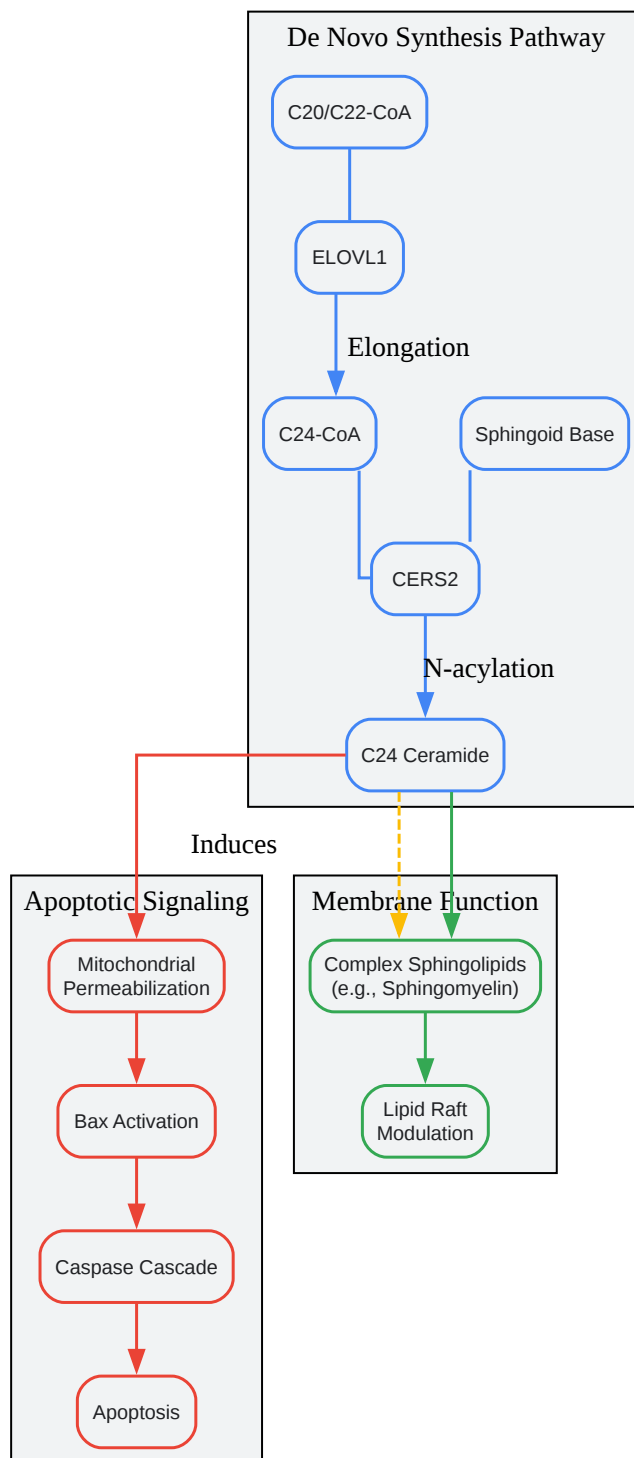 De Novo Synthesis Pathway
C20/C22-CoA
ELOVL1
Elongation
C24-CoA
Sphingoid Base
CERS2
N-acylation
C24 Ceramide
Induces
Apoptotic Signaling
Mitochondrial
Permeabilization
Bax Activation
Caspase Cascade
Apoptosis
Membrane Function
Complex Sphingolipids
(e.g., Sphingomyelin)
Lipid Raft
Modulation